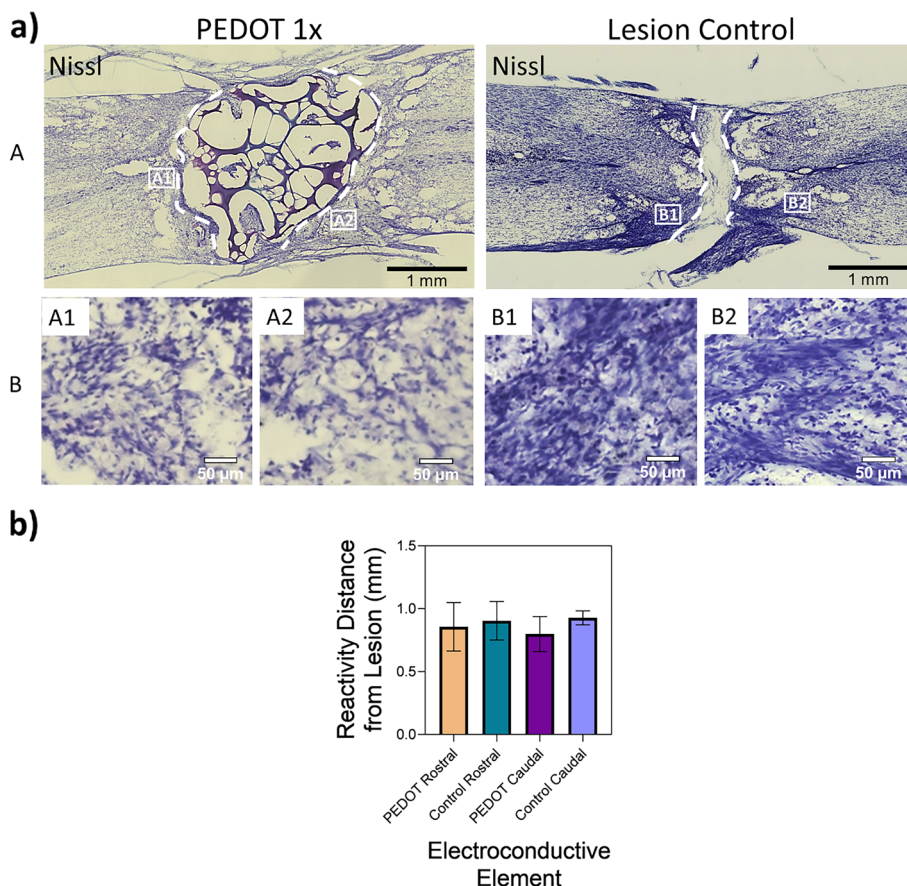 a)
PEDOT 1x
Lesion Control
Nissl
Nissl
A
A1
A2
B1
B2
1 mm
1 mm
A1
A2
B1
B2
B
50 µm
50 µm
50 µm
50 µm
b)
Reactivity Distance
from Lesion (mm)
1.5
1.0
0.5
0.0
PEDOT Rostral
Control Rostral
PEDOT Caudal
Control Caudal
Electroconductive
Element